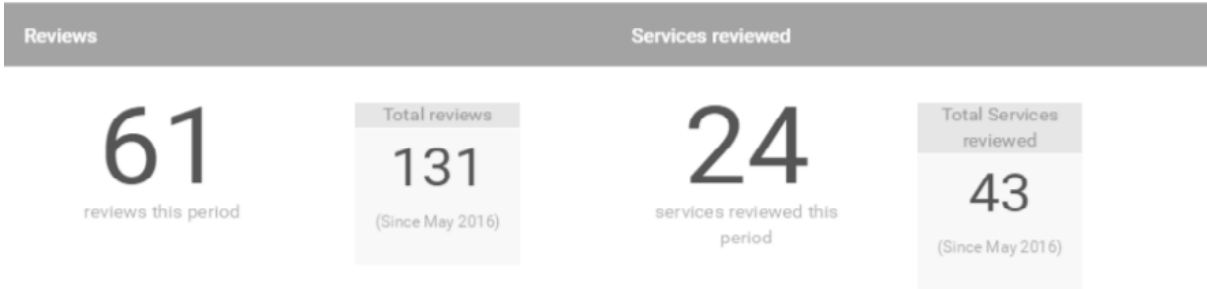 Reviews
Services reviewed
61
reviews this period
Total reviews
131
(Since May 2016)
24
services reviewed this
period
Total Services
reviewed
43
(Since May 2016)